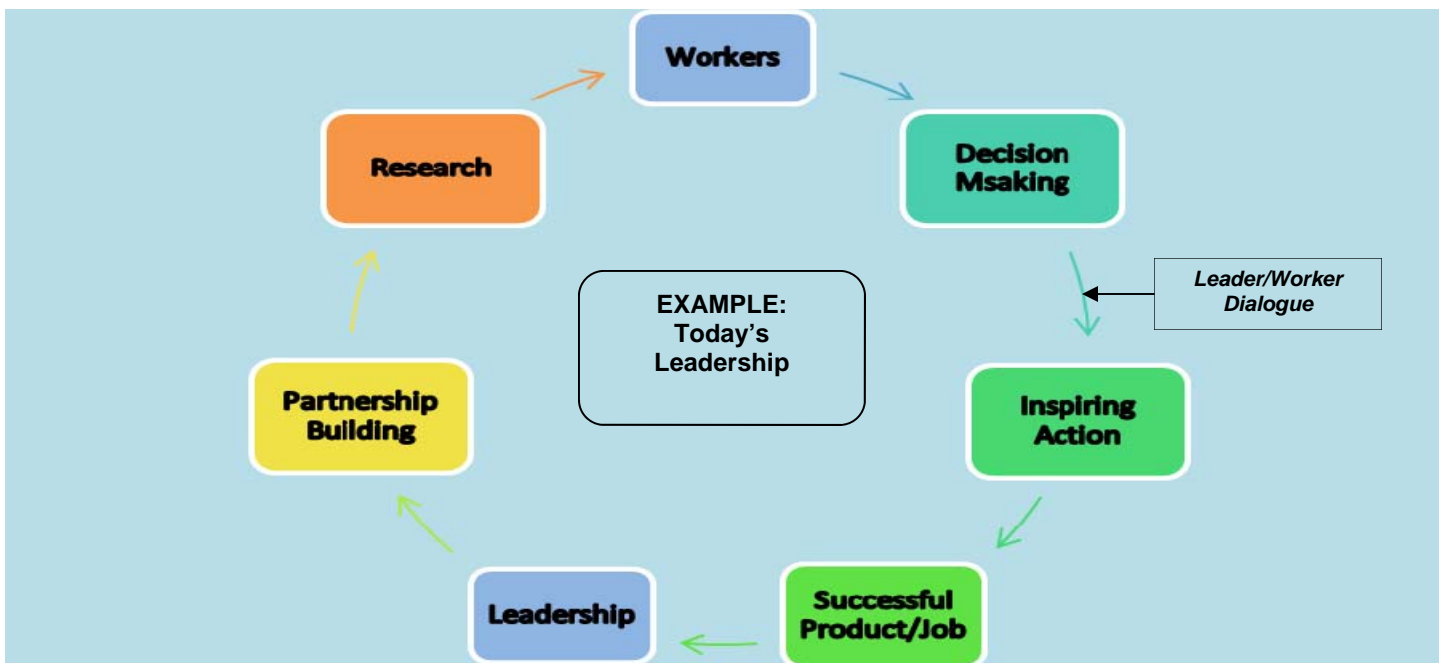 Workers
Decision
Msaking
Research
Leader/Worker
Dialogue
EXAMPLE:
Today’s
Leadership
Partnership
Building
Inspiring
Action
Leadership
Successful
Product/Job